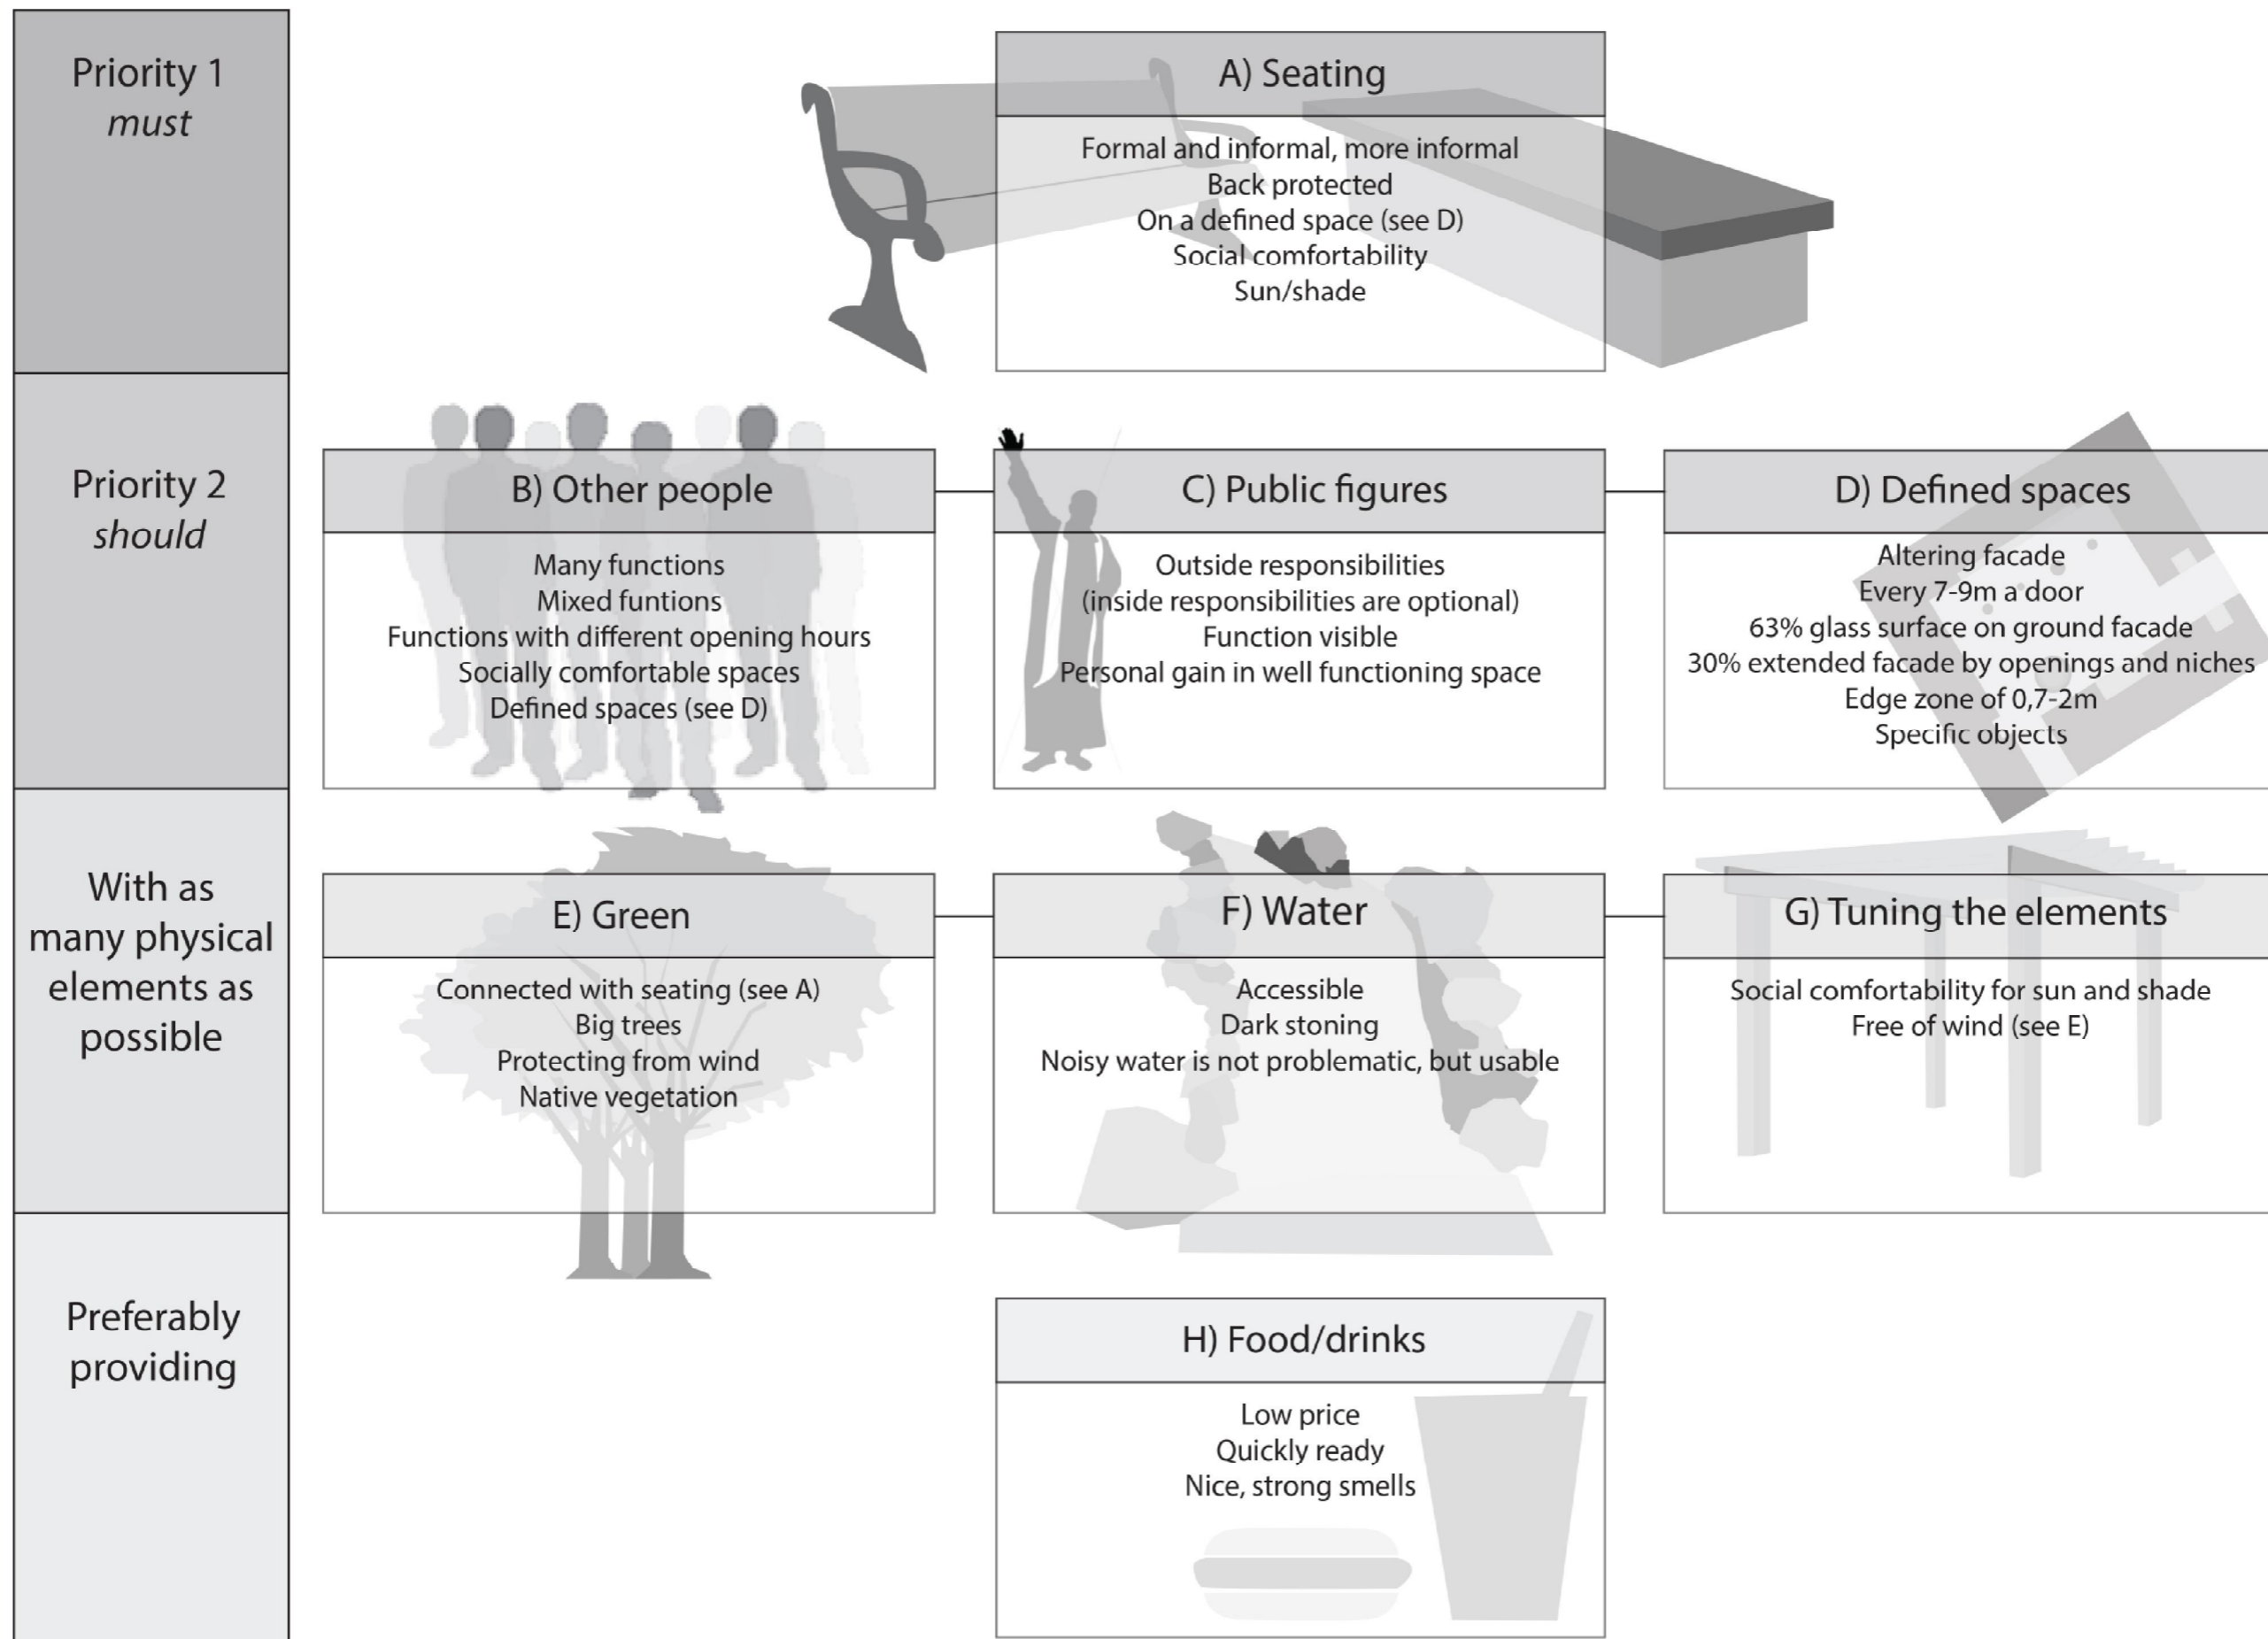 Priority 1
must
A) Seating
Formal and informal, more informal
Back protected
On a defined space (see D)
Social comfortability
Sun/shade
Priority 2
should
B) Other people
Many functions
Mixed funtions
Functions with different opening hours
Socially comfortable spaces
Defined spaces (see D)
C) Public figures
Outside responsibilities
(inside responsibilities are optional)
Function visible
Personal gain in well functioning space
D) Defined spaces
Altering facade
Every 7-9m a door
63% glass surface on ground facade
30% extended facade by openings and niches
Edge zone of 0,7-2m
Specific objects
With as
many physical
elements as
possible
E) Green
Connected with seating (see A)
Big trees
Protecting from wind
Native vegetation
F) Water
Accessible
Dark stoning
Noisy water is not problematic, but usable
G) Tuning the elements
Social comfortability for sun and shade
Free of wind (see E)
Preferably
providing
H) Food/drinks
Low price
Quickly ready
Nice, strong smells